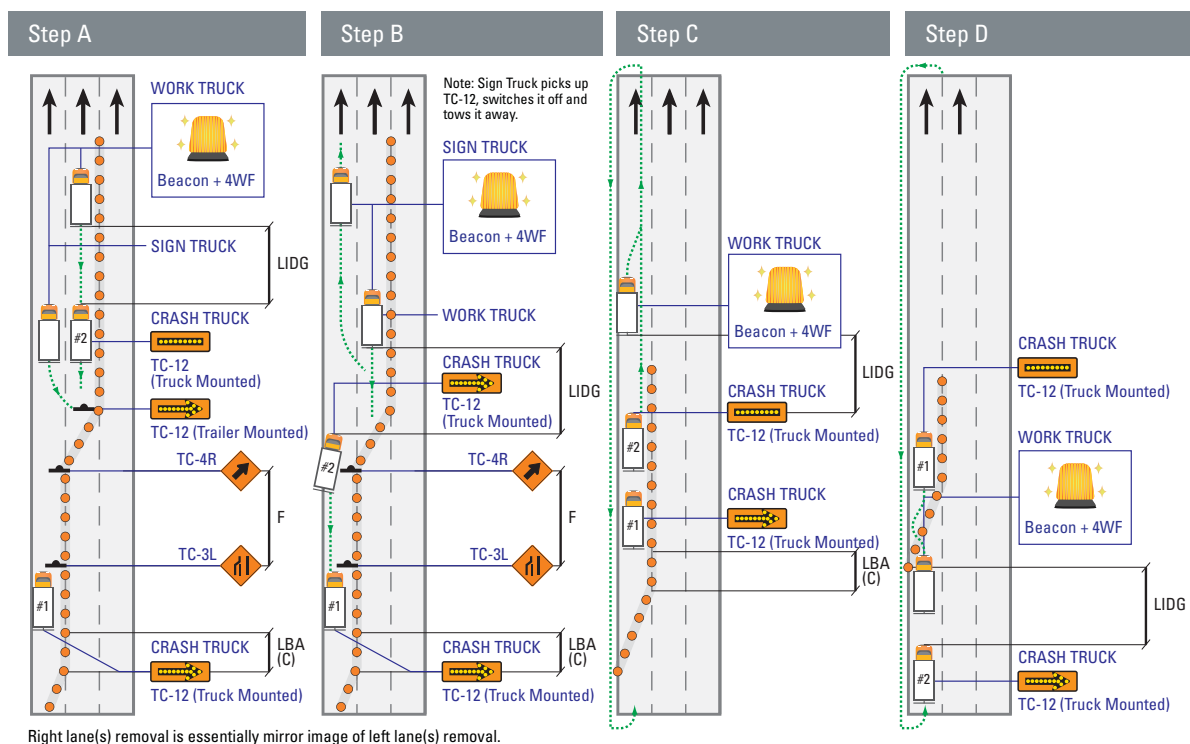 Step A
WORK TRUCK
Beacon + 4WF
SIGN TRUCK
LIDG
#2
CRASH TRUCK
TC-12
(Truck Mounted)
TC-12 (Trailer Mounted)
TC-4R
F
TC-3L
#1
LBA
(C)
CRASH TRUCK
TC-12 (Truck Mounted)
Step B
Note: Sign Truck picks up
TC-12, switches it off and
tows it away.
SIGN TRUCK
Beacon + 4WF
WORK TRUCK
CRASH TRUCK
TC-12
(Truck Mounted)
LIDG
#2
TC-4R
F
TC-3L
#1
LBA
(C)
CRASH TRUCK
TC-12 (Truck Mounted)
Step C
WORK TRUCK
Beacon + 4WF
LIDG
CRASH TRUCK
TC-12 (Truck Mounted)
#2
CRASH TRUCK
#1
TC-12 (Truck Mounted)
LBA
(C)
Step D
CRASH TRUCK
TC-12 (Truck Mounted)
#1
WORK TRUCK
Beacon + 4WF
LIDG
#2
CRASH TRUCK
TC-12 (Truck Mounted)
Right lane(s) removal is essentially mirror image of left lane(s) removal.